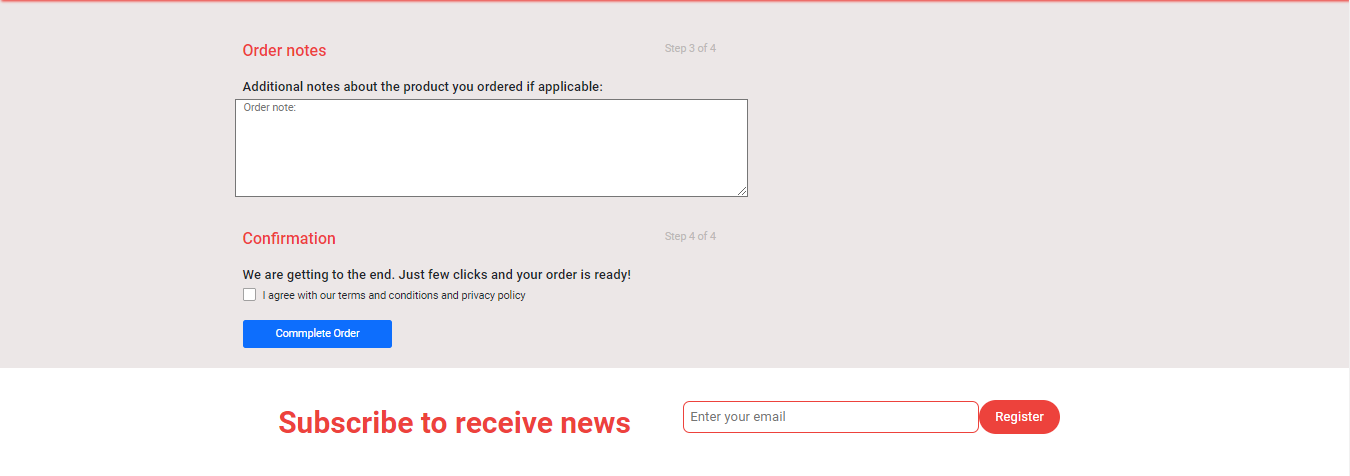 Order notes
Step 3 of 4
Additional notes about the product you ordered if applicable:
Order note:
Confirmation
Step 4 of 4
We are getting to the end. Just few clicks and your order is ready!
I agree with our terms and conditions and privacy policy
Commplete Order
Subscribe to receive news
Enter your email
Register